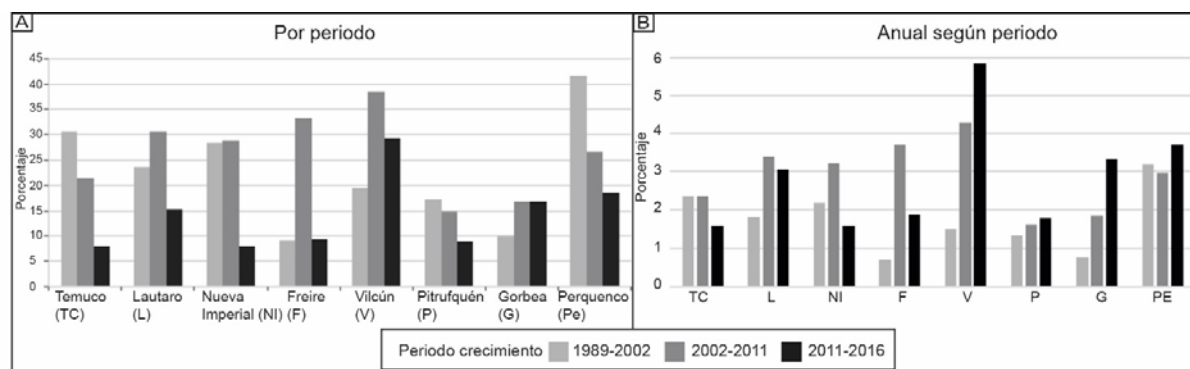 A
Por periodo
Porcentaje
45
40
35
30
25
20
15
10
5
0
Temuco (TC)
Lautaro (L)
Nueva Imperial (NI)
Freire (F)
Vilcún (V)
Pitrufquén (P)
Gorbea (G)
Perquenco (Pe)
B
Anual según periodo
Porcentaje
6
5
4
3
2
1
0
TC L NI F V P G PE
Periodo crecimiento 1989-2002 2002-2011 2011-2016